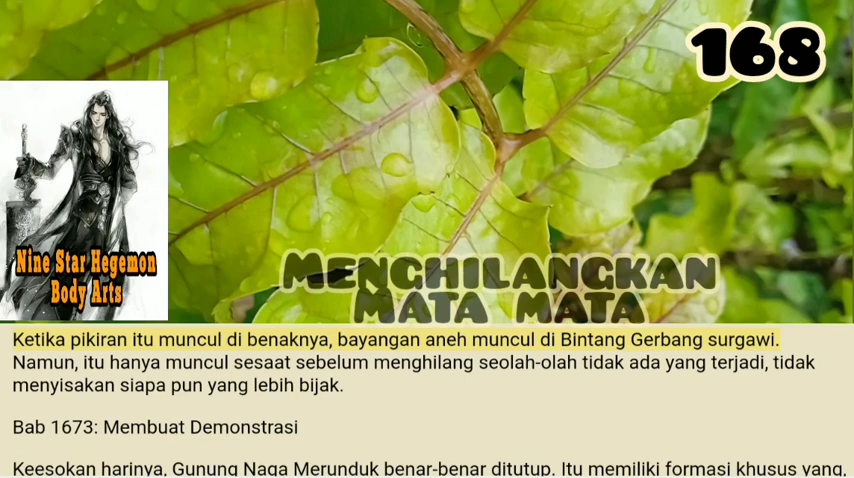 168
Nine Star Hegemon
Body Arts
MENGHILANGKAN
MATA MATA
Ketika pikiran itu muncul di benaknya, bayangan aneh muncul di Bintang Gerbang surgawi.
Namun, itu hanya muncul sesaat sebelum menghilang seolah-olah tidak ada yang terjadi, tidak
menyisakan siapa pun yang lebih bijak.
Bab 1673: Membuat Demonstrasi
Keesokan harinya, Gunung Naga Merunduk benar-benar ditutup. Itu memiliki formasi khusus yang,